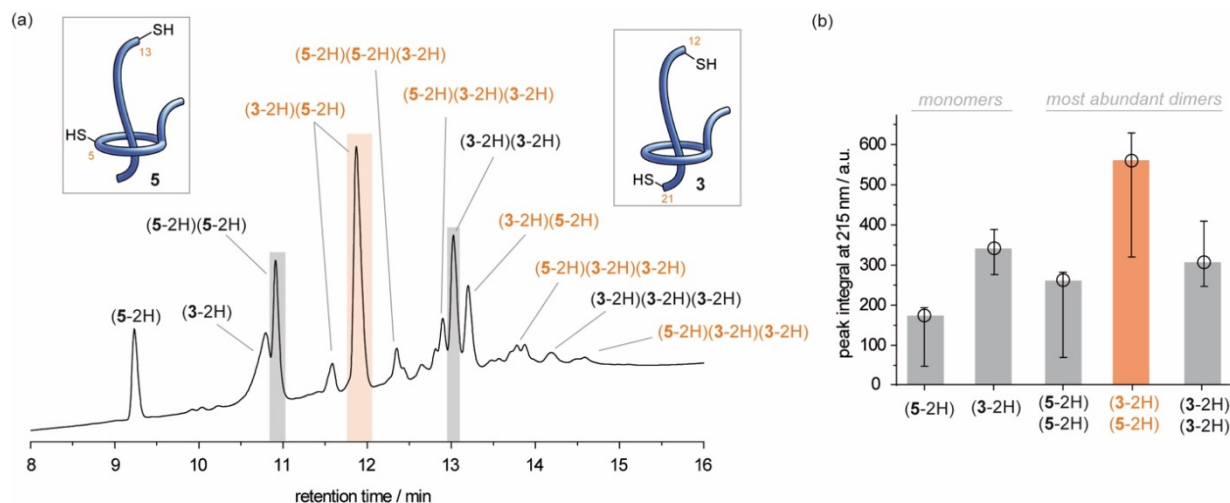 (a)
SH
13
HS
5
5
(5-2H)(5-2H)(3-2H)
(3-2H)(5-2H)
(5-2H)(3-2H)(3-2H)
(3-2H)(3-2H)
12
SH
HS
21
3
(5-2H)(5-2H)
(3-2H)(5-2H)
(5-2H)
(3-2H)
(5-2H)(3-2H)(3-2H)
(3-2H)(3-2H)(3-2H)
(5-2H)(3-2H)(3-2H)
8 9 10 11 12 13 14 15 16
retention time / min
(b)
monomers most abundant dimers
peak integral at 215 nm / a.u.
600
500
400
300
200
100
0
(5-2H) (3-2H) (5-2H) (3-2H) (3-2H)
(5-2H) (5-2H) (3-2H)